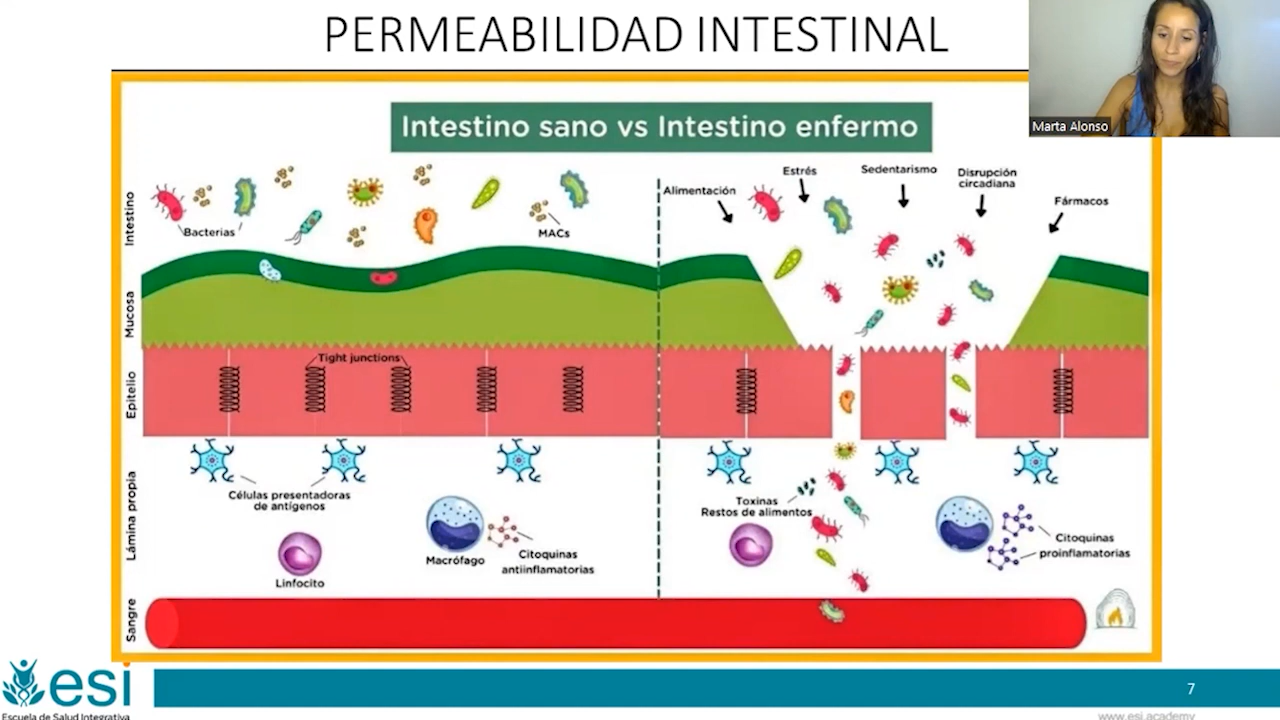 PERMEABILIDAD INTESTINAL
Marta Alonso
Intestino sano vs Intestino enfermo
Intestino
Bacterias
MACs
Alimentación
Estrés
Sedentarismo
Disrupción
circadiana
Fármacos
Mucosa
Epitelio
Tight junctions
Lámina propia
Células presentadoras
de antígenos
Linfocito
Macrófago
Citoquinas
antiinflamatorias
Toxinas
Restos de alimentos
Citoquinas
proinflamatorias
Sangre
esi
Escuela de Salud Integrativa
7
www.esi.academy